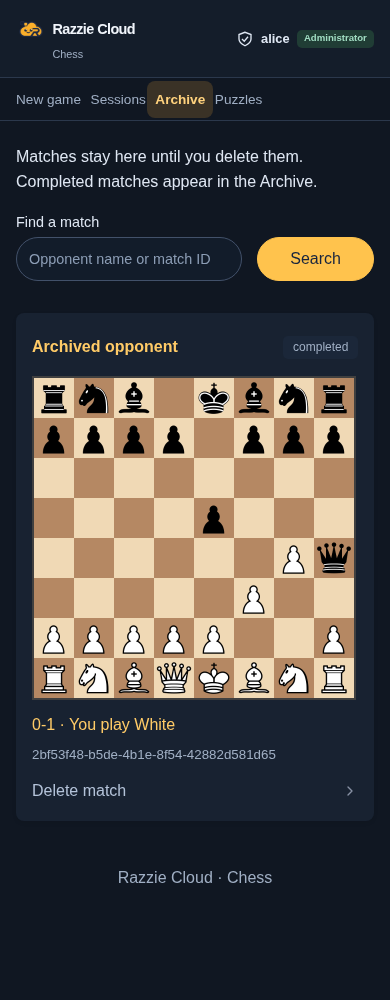 Razzie Cloud
Chess
alice
Administrator
New game
Sessions
Archive
Puzzles
Matches stay here until you delete them.
Completed matches appear in the Archive.
Find a match
Opponent name or match ID
Search
Archived opponent
completed
0-1 · You play White
2bf53f48-b5de-4b1e-8f54-42882d581d65
Delete match
Razzie Cloud · Chess